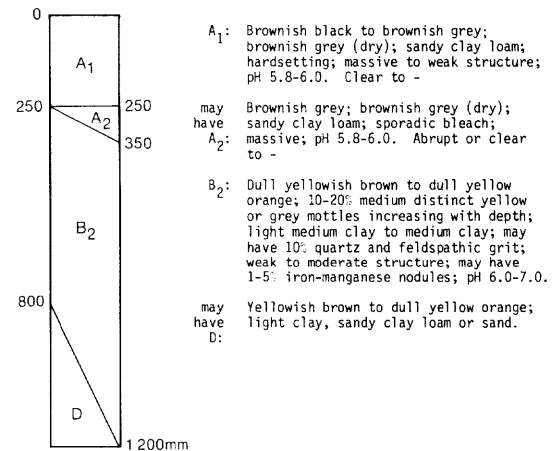 0
A1
250
250
A2
350
B2
800
D
1 200mm
A1: Brownish black to brownish grey;
brownish grey (dry); sandy clay loam;
hardsetting; massive to weak structure;
pH 5.8-6.0. Clear to -
may Brownish grey; brownish grey (dry);
have sandy clay loam; sporadic bleach;
A2: massive; pH 5.8-6.0. Abrupt or clear
to -
B2: Dull yellowish brown to dull yellow
orange; 10-20% medium distinct yellow
or grey mottles increasing with depth;
light medium clay to medium clay; may
have 10% quartz and feldspathic grit;
weak to moderate structure; may have
1-5% iron-manganese nodules; pH 6.0-7.0.
may Yellowish brown to dull yellow orange;
have light clay, sandy clay loam or sand.
D: